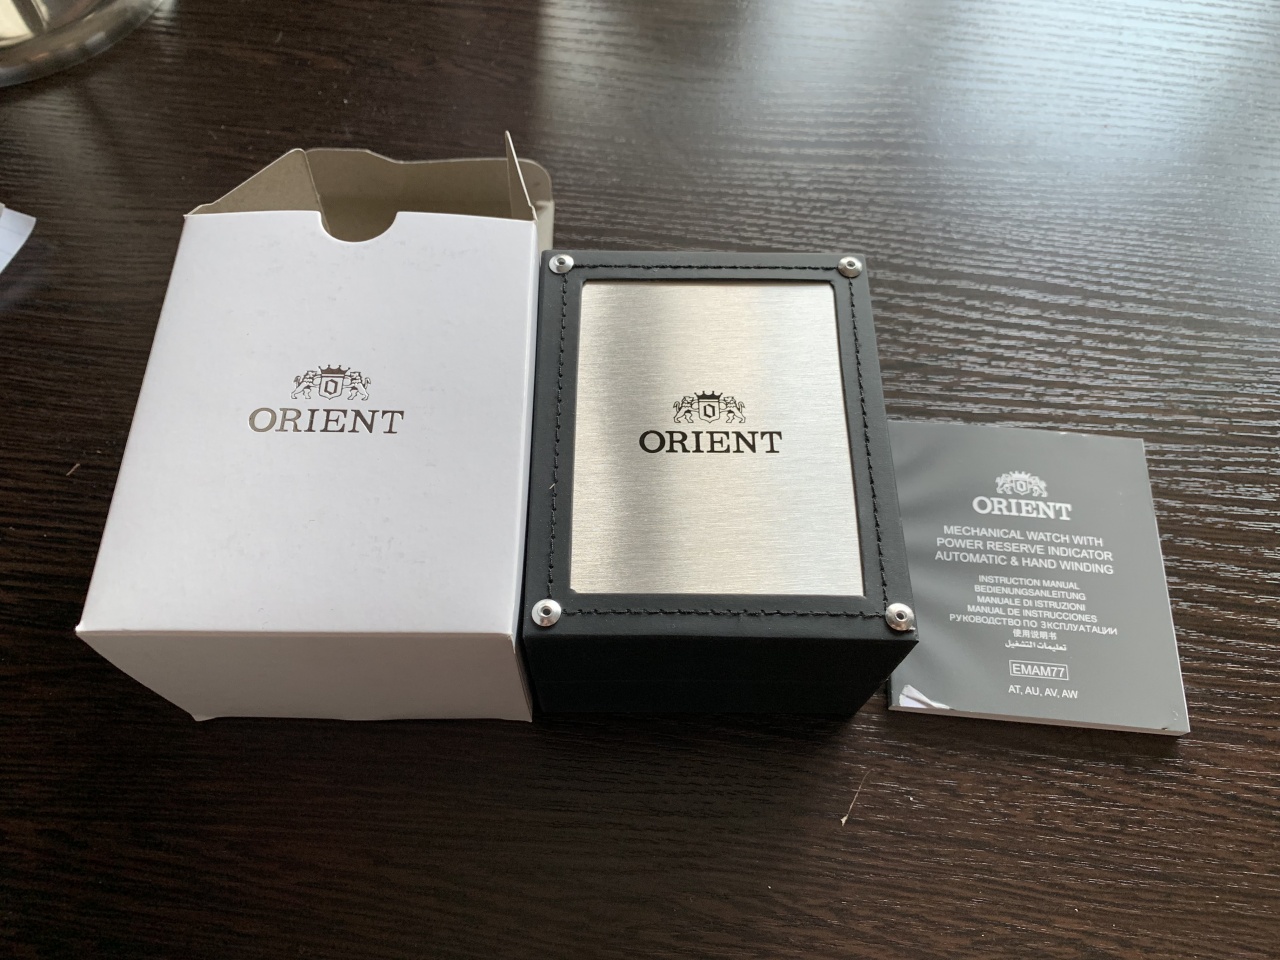 ORIENT
ORIENT
ORIENT
MECHANICAL WATCH WITH
POWER RESERVE INDICATOR
AUTOMATIC & HAND WINDING
INSTRUCTION MANUAL
BEDIENUNGSANLEITUNG
MANUALE DI ISTRUZIONI
MANUAL DE INSTRUCCIONES
РУКОВОДСТВО ПО ЭКСПЛУАТАЦИИ
使用说明书
تعليمات التشغيل
EMAM77
AT, AU, AV, AW